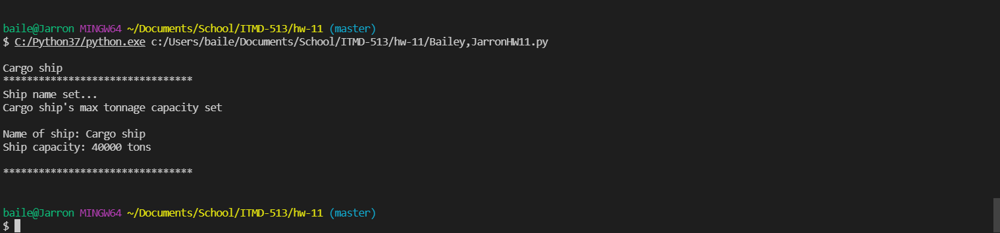 baile@Jarron MINGW64 ~/Documents/School/ITMD-513/hw-11 (master)
$ C:/Python37/python.exe c:/Users/baile/Documents/School/ITMD-513/hw-11/Bailey,JarronHW11.py
Cargo ship
********************************
Ship name set...
Cargo ship's max tonnage capacity set
Name of ship: Cargo ship
Ship capacity: 40000 tons
********************************
baile@Jarron MINGW64 ~/Documents/School/ITMD-513/hw-11 (master)
$